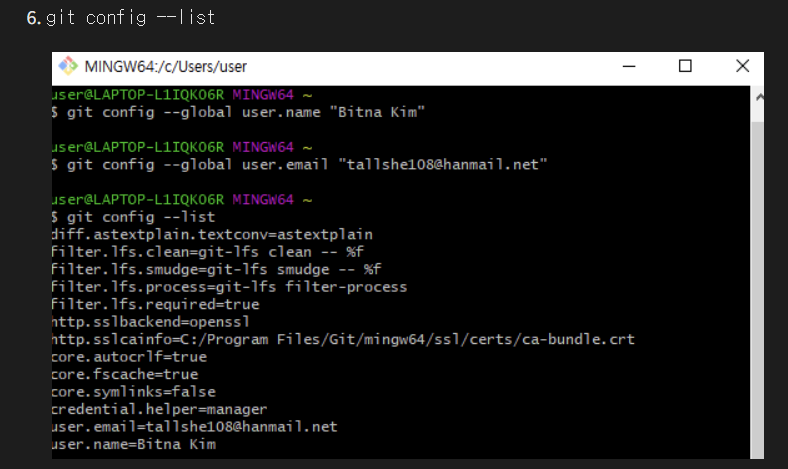 6. git config --list
MINGW64:/c/Users/user
user@LAPTOP-L1IQKO6R MINGW64 ~
$ git config --global user.name "Bitna Kim"
user@LAPTOP-L1IQKO6R MINGW64 ~
$ git config --global user.email "tallshe108@hanmail.net"
user@LAPTOP-L1IQKO6R MINGW64 ~
$ git config --list
diff.astextplain.textconv=astextplain
filter.lfs.clean=git-lfs clean -- %f
filter.lfs.smudge=git-lfs smudge -- %f
filter.lfs.process=git-lfs filter-process
filter.lfs.required=true
http.sslbackend=openssl
http.sslcainfo=C:/Program Files/Git/mingw64/ssl/certs/ca-bundle.crt
core.autocrlf=true
core.fscache=true
core.symlinks=false
credential.helper=manager
user.email=tallshe108@hanmail.net
user.name=Bitna Kim